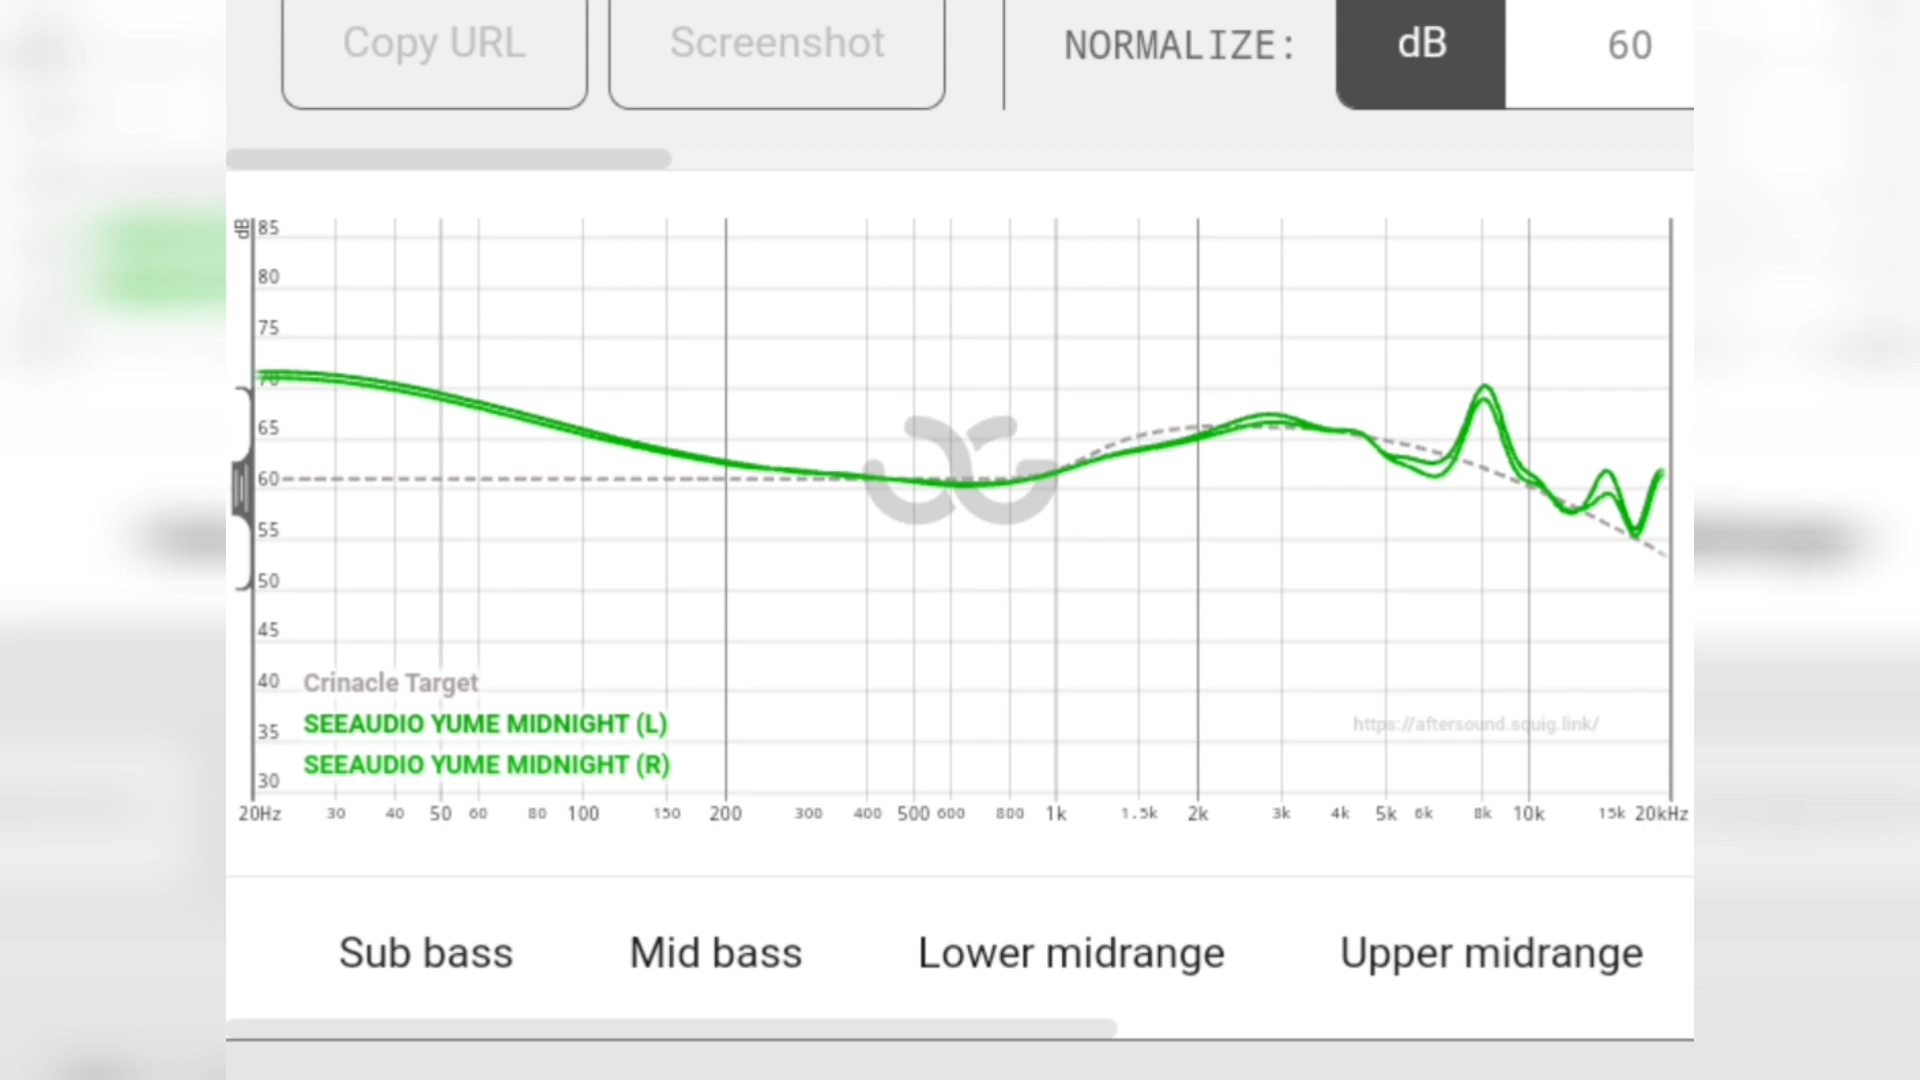 Copy URL Screenshot NORMALIZE: dB 60
dB
85
80
75
70
65
60
55
50
45
40
35
30
Crinacle Target
SEEAUDIO YUME MIDNIGHT (L)
SEEAUDIO YUME MIDNIGHT (R)
https://aftersound.squig.link/
20Hz 30 40 50 60 80 100 150 200 300 400 500 600 800 1k 1.5k 2k 3k 4k 5k 6k 8k 10k 15k 20kHz
Sub bass Mid bass Lower midrange Upper midrange